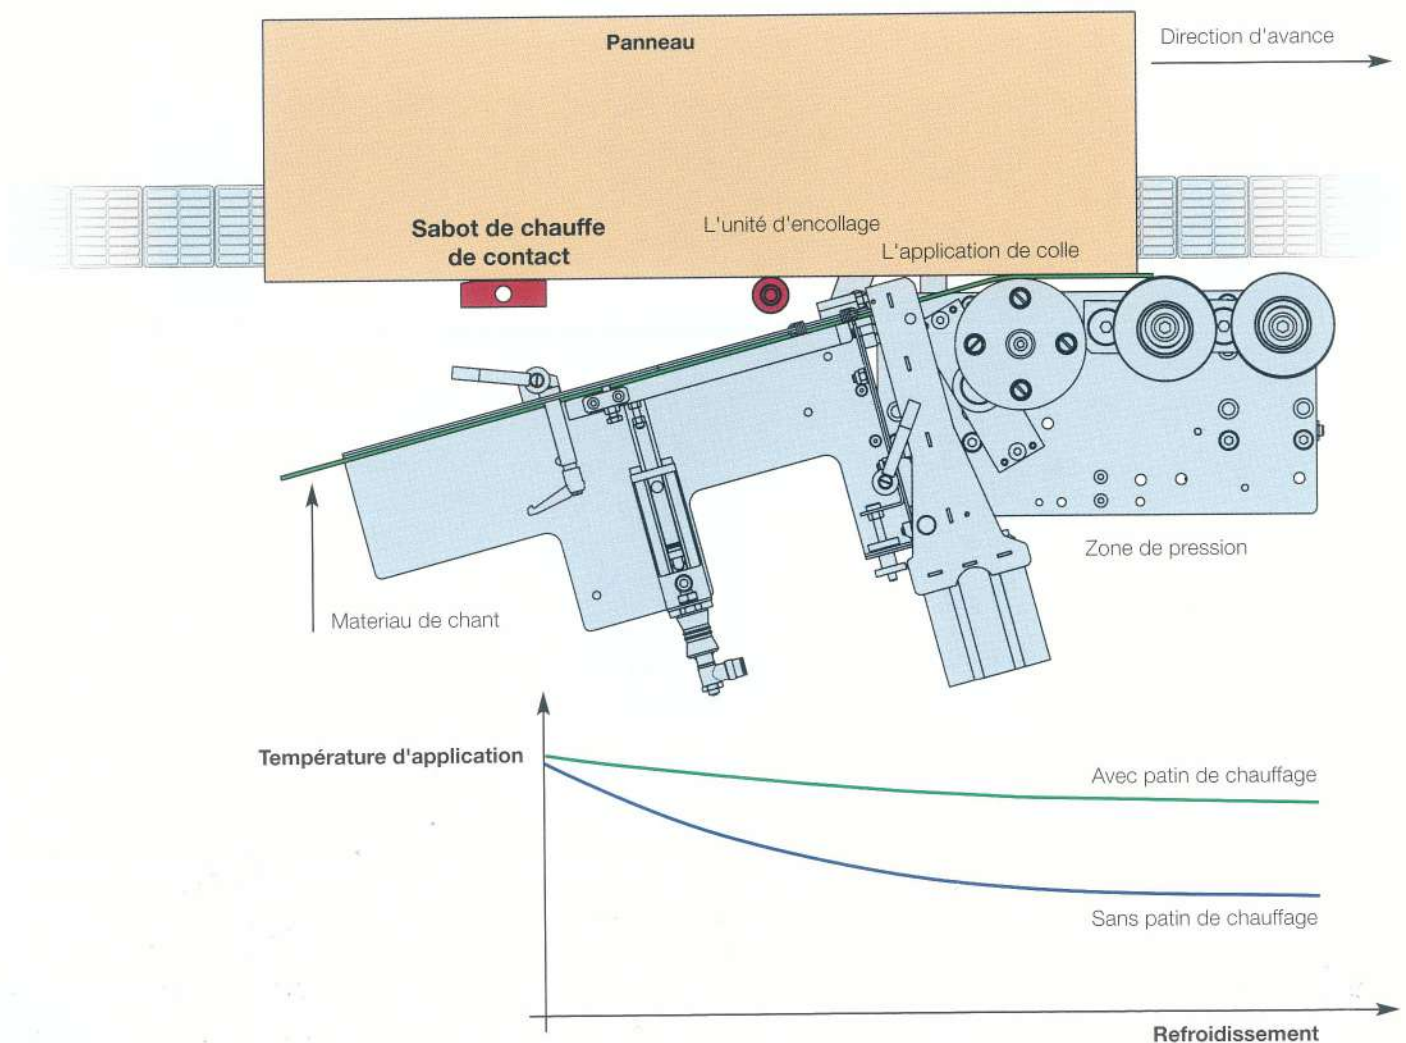 Panneau
Direction d'avance
Sabot de chauffe
de contact
L'unité d'encollage
L'application de colle
Zone de pression
Materiau de chant
Température d'application
Avec patin de chauffage
Sans patin de chauffage
Refroidissement